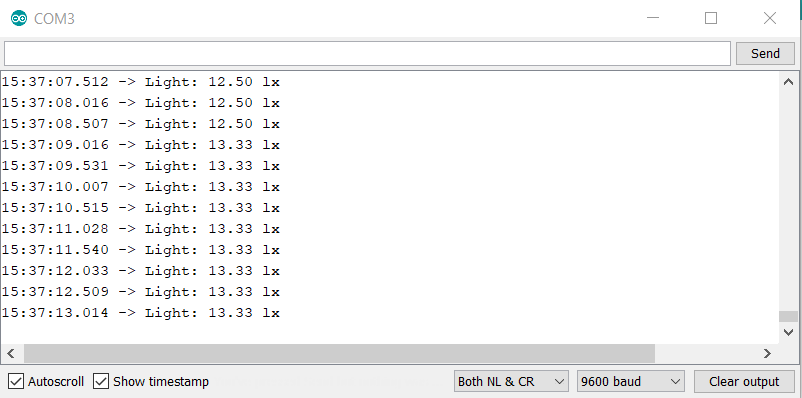 COM3
Send
15:37:07.512 -> Light: 12.50 lx
15:37:08.016 -> Light: 12.50 lx
15:37:08.507 -> Light: 12.50 lx
15:37:09.016 -> Light: 13.33 lx
15:37:09.531 -> Light: 13.33 lx
15:37:10.007 -> Light: 13.33 lx
15:37:10.515 -> Light: 13.33 lx
15:37:11.028 -> Light: 13.33 lx
15:37:11.540 -> Light: 13.33 lx
15:37:12.033 -> Light: 13.33 lx
15:37:12.509 -> Light: 13.33 lx
15:37:13.014 -> Light: 13.33 lx
Autoscroll Show timestamp Both NL & CR 9600 baud Clear output